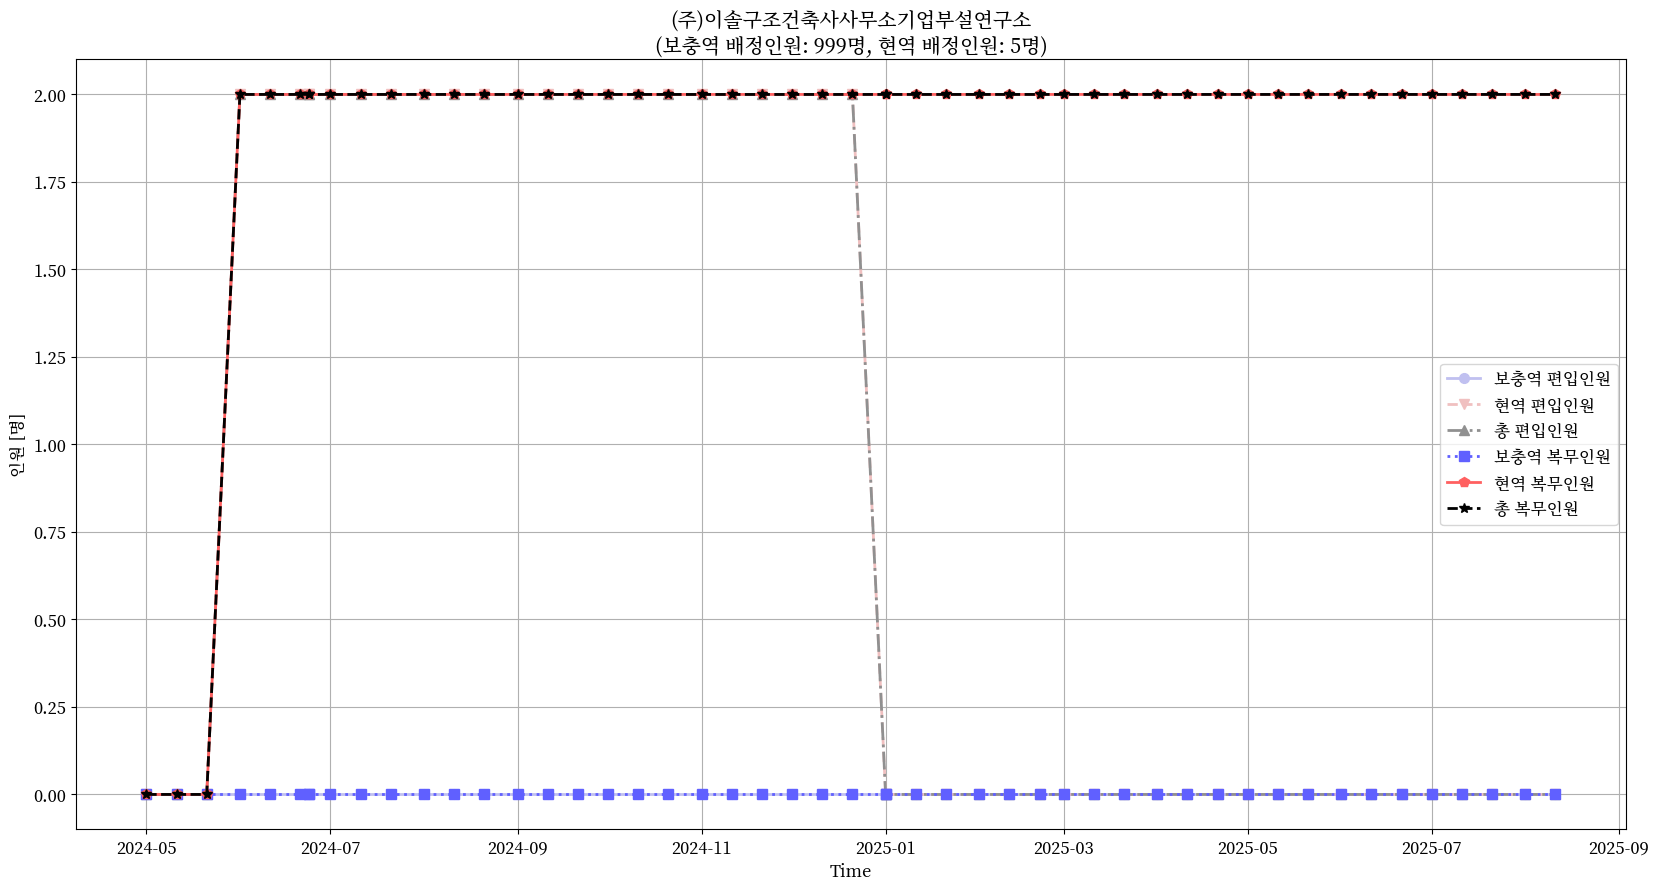 (주)이솔구조건축사사무소기업부설연구소
(보충역 배정인원: 999명, 현역 배정인원: 5명)
인원 [명]
2.00
1.75
1.50
1.25
1.00
0.75
0.50
0.25
0.00
보충역 편입인원
현역 편입인원
총 편입인원
보충역 복무인원
현역 복무인원
총 복무인원
2024-05
2024-07
2024-09
2024-11
2025-01
2025-03
2025-05
2025-07
2025-09
Time